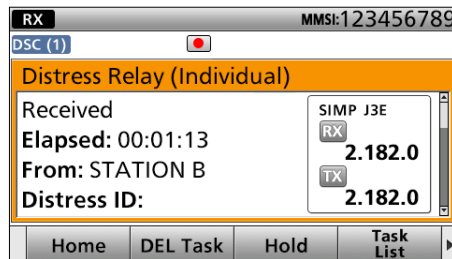 RX MMSI:123456789
DSC (1)
Distress Relay (Individual)
Received
Elapsed: 00:01:13
From: STATION B
Distress ID:
SIMP J3E
RX
2.182.0
TX
2.182.0
Home DEL Task Hold Task List